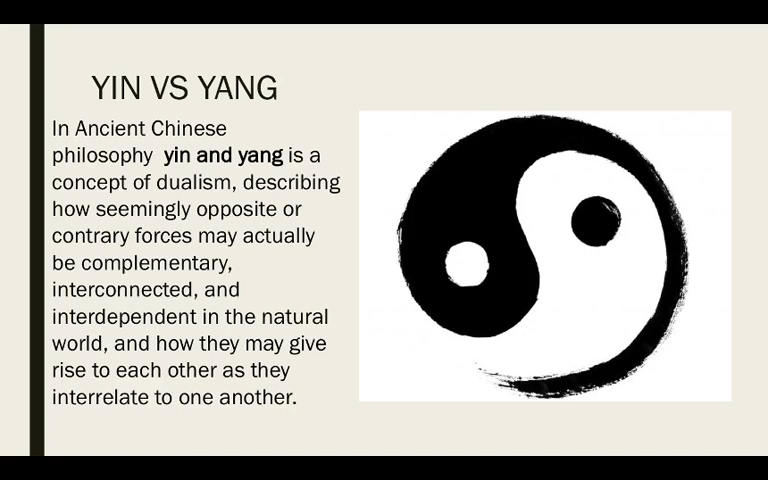 YIN VS YANG
In Ancient Chinese
philosophy yin and yang is a
concept of dualism, describing
how seemingly opposite or
contrary forces may actually
be complementary,
interconnected, and
interdependent in the natural
world, and how they may give
rise to each other as they
interrelate to one another.